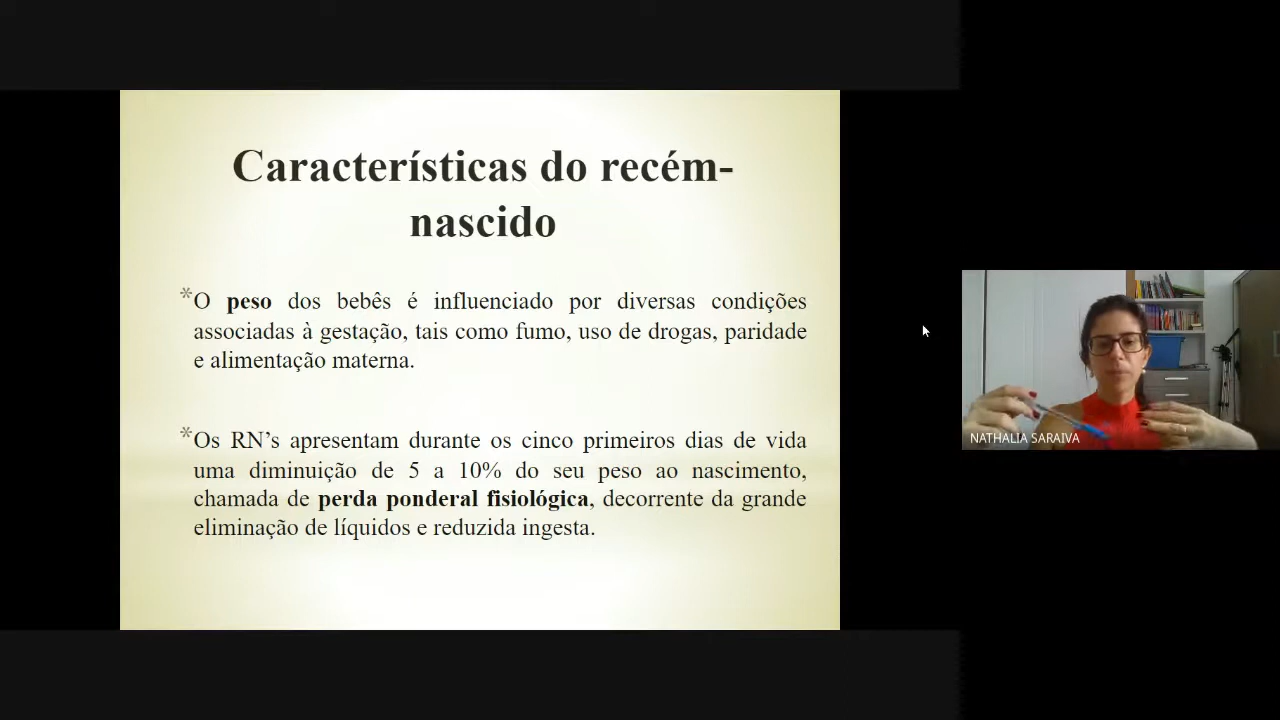 Características do recém-
nascido
*O peso dos bebês é influenciado por diversas condições
associadas à gestação, tais como fumo, uso de drogas, paridade
e alimentação materna.
*Os RN’s apresentam durante os cinco primeiros dias de vida
uma diminuição de 5 a 10% do seu peso ao nascimento,
chamada de perda ponderal fisiológica, decorrente da grande
eliminação de líquidos e reduzida ingesta.
NATHALIA SARAIVA